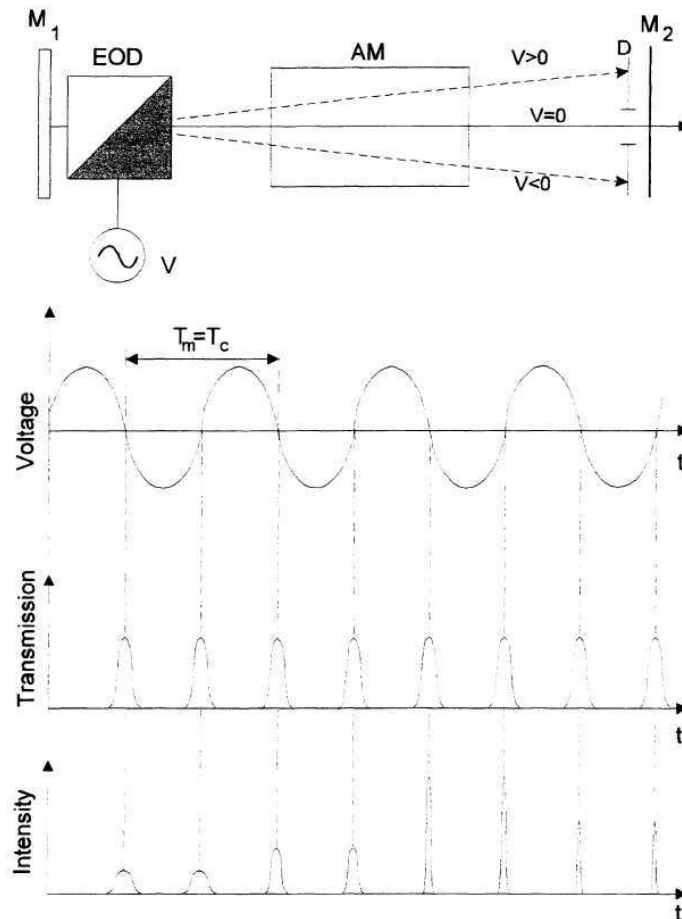 M1 M2
EOD AM V>0 D
V=0
V<0
V
Tm=Tc
Voltage
t
Transmission
t
Intensity
t